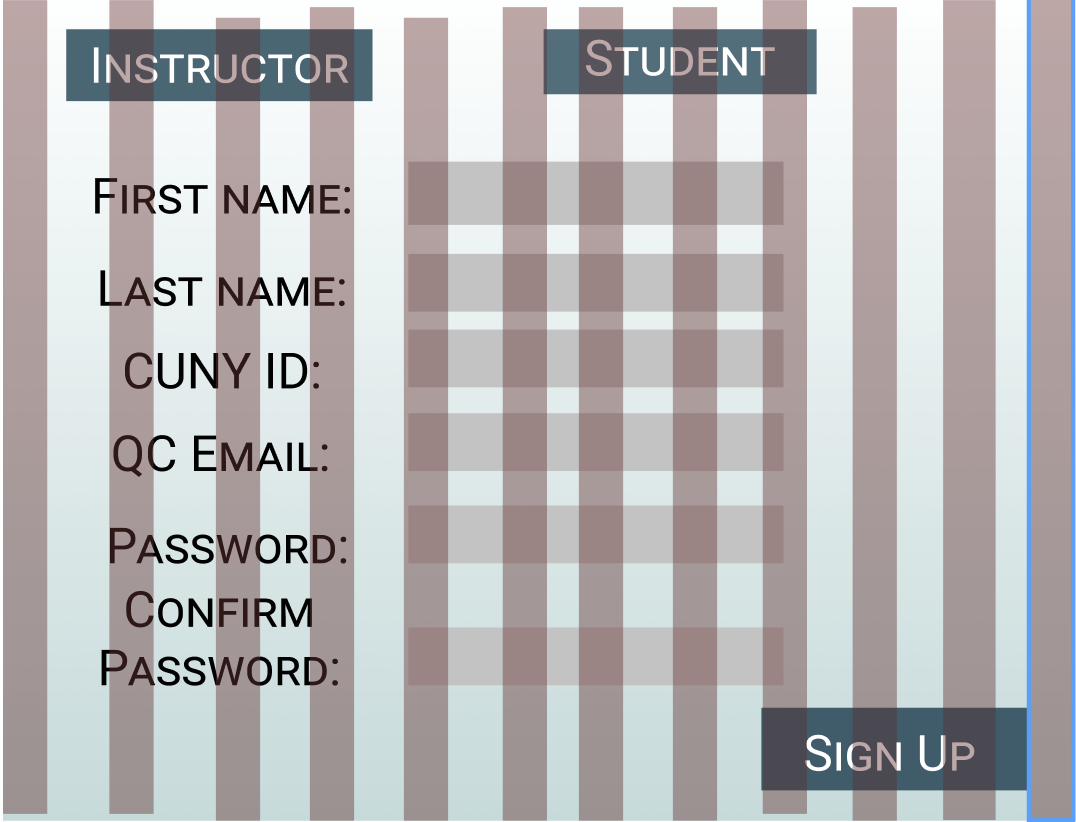 Instructor
Student
First name:
Last name:
CUNY ID:
QC Email:
Password:
Confirm
Password:
Sign Up